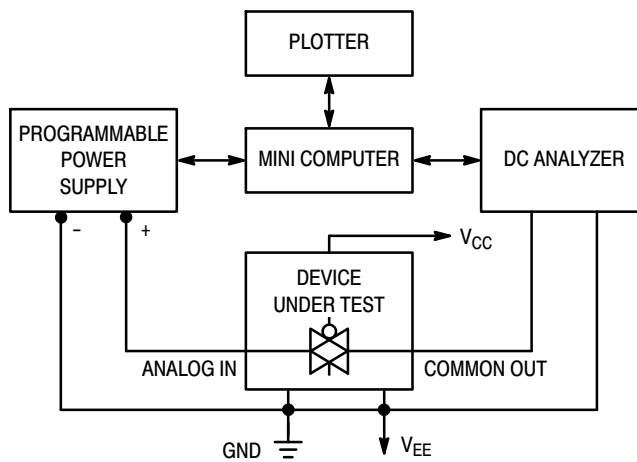 PLOTTER
PROGRAMMABLE
POWER
SUPPLY
MINI COMPUTER
DC ANALYZER
– +
VCC
DEVICE
UNDER TEST
ANALOG IN
COMMON OUT
GND
VEE